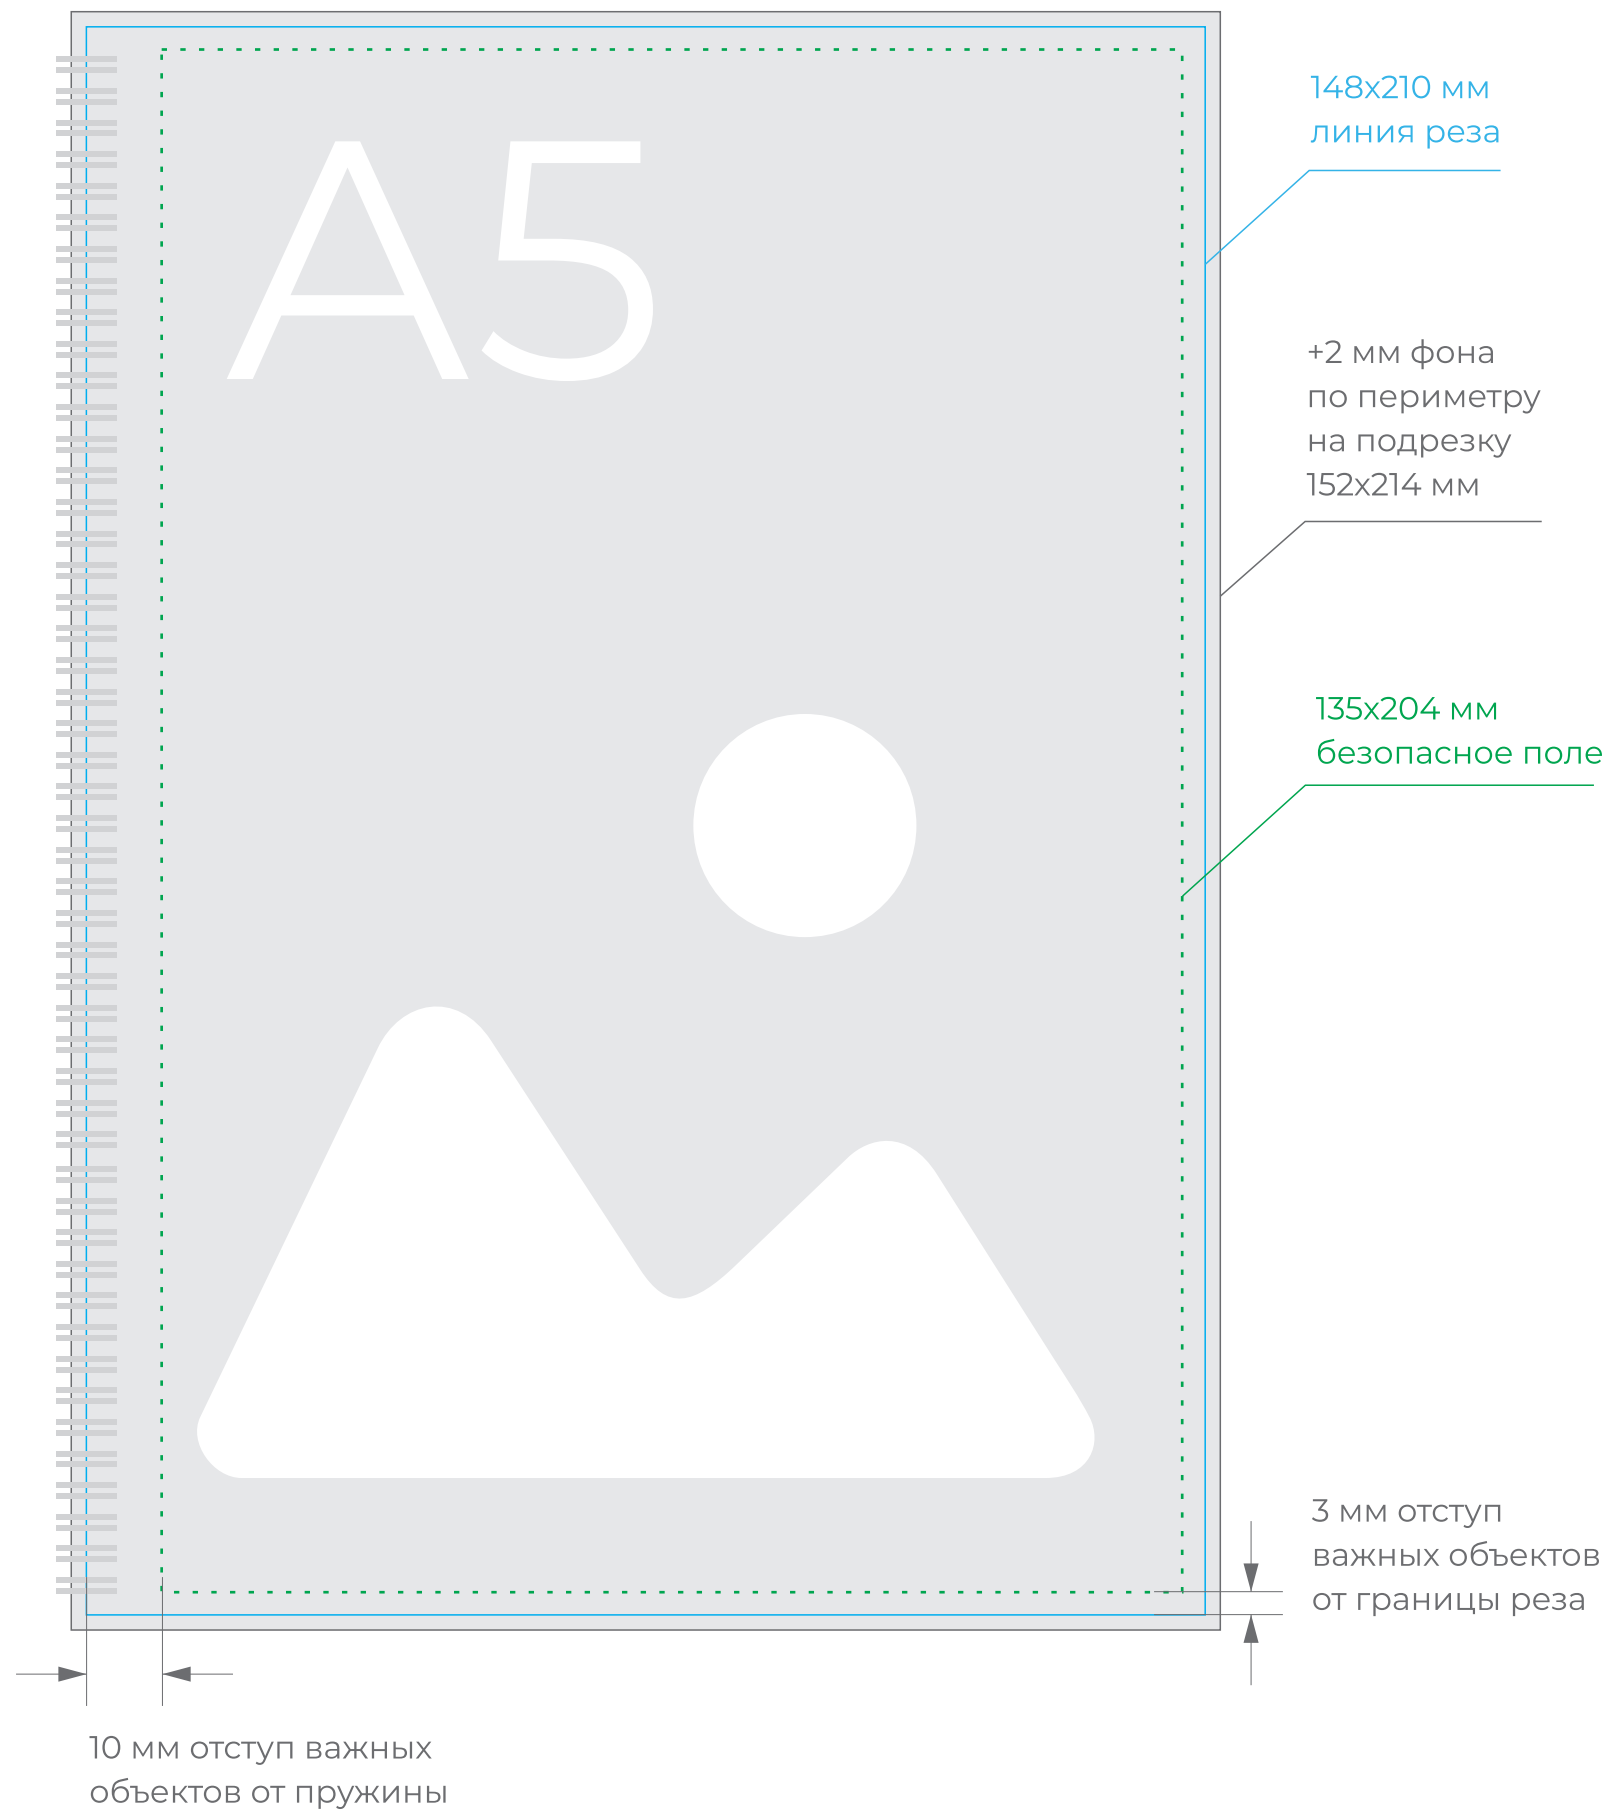 A5
148x210 мм
линия реза
+2 мм фона
по периметру
на подрезку
152x214 мм
135x204 мм
безопасное поле
3 мм отступ
важных объектов
от границы реза
10 мм отступ важных
объектов от пружины